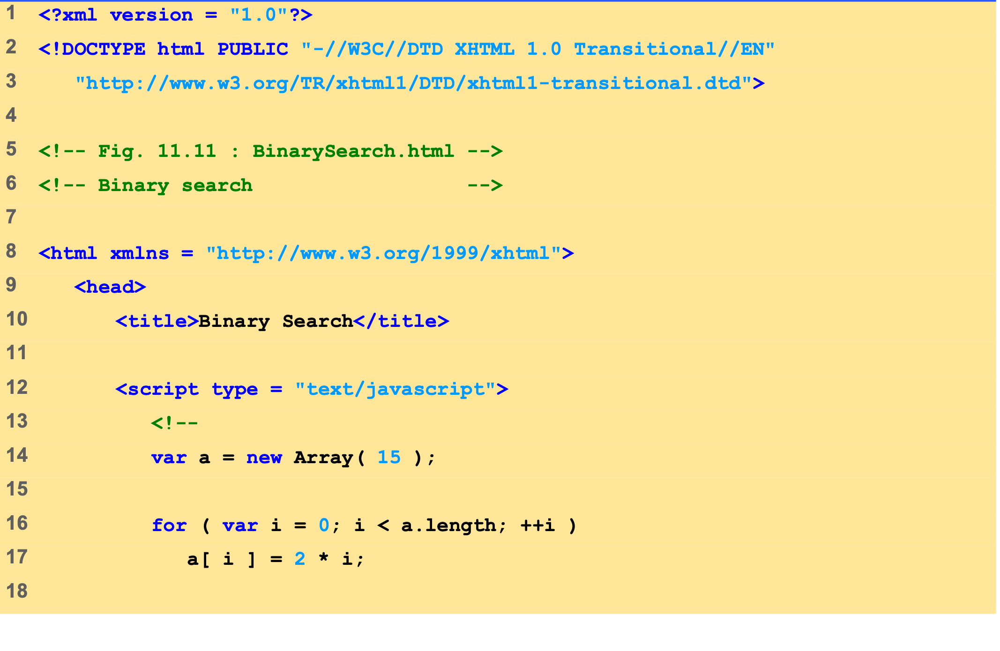 1 <?xml version = "1.0"?>
2 <!DOCTYPE html PUBLIC "-//W3C//DTD XHTML 1.0 Transitional//EN"
3    "http://www.w3.org/TR/xhtml1/DTD/xhtml1-transitional.dtd">
4
5 <!-- Fig. 11.11 : BinarySearch.html -->
6 <!-- Binary search                  -->
7
8 <html xmlns = "http://www.w3.org/1999/xhtml">
9    <head>
10       <title>Binary Search</title>
11
12       <script type = "text/javascript">
13          <!--
14          var a = new Array( 15 );
15
16          for ( var i = 0; i < a.length; ++i )
17             a[ i ] = 2 * i;
18